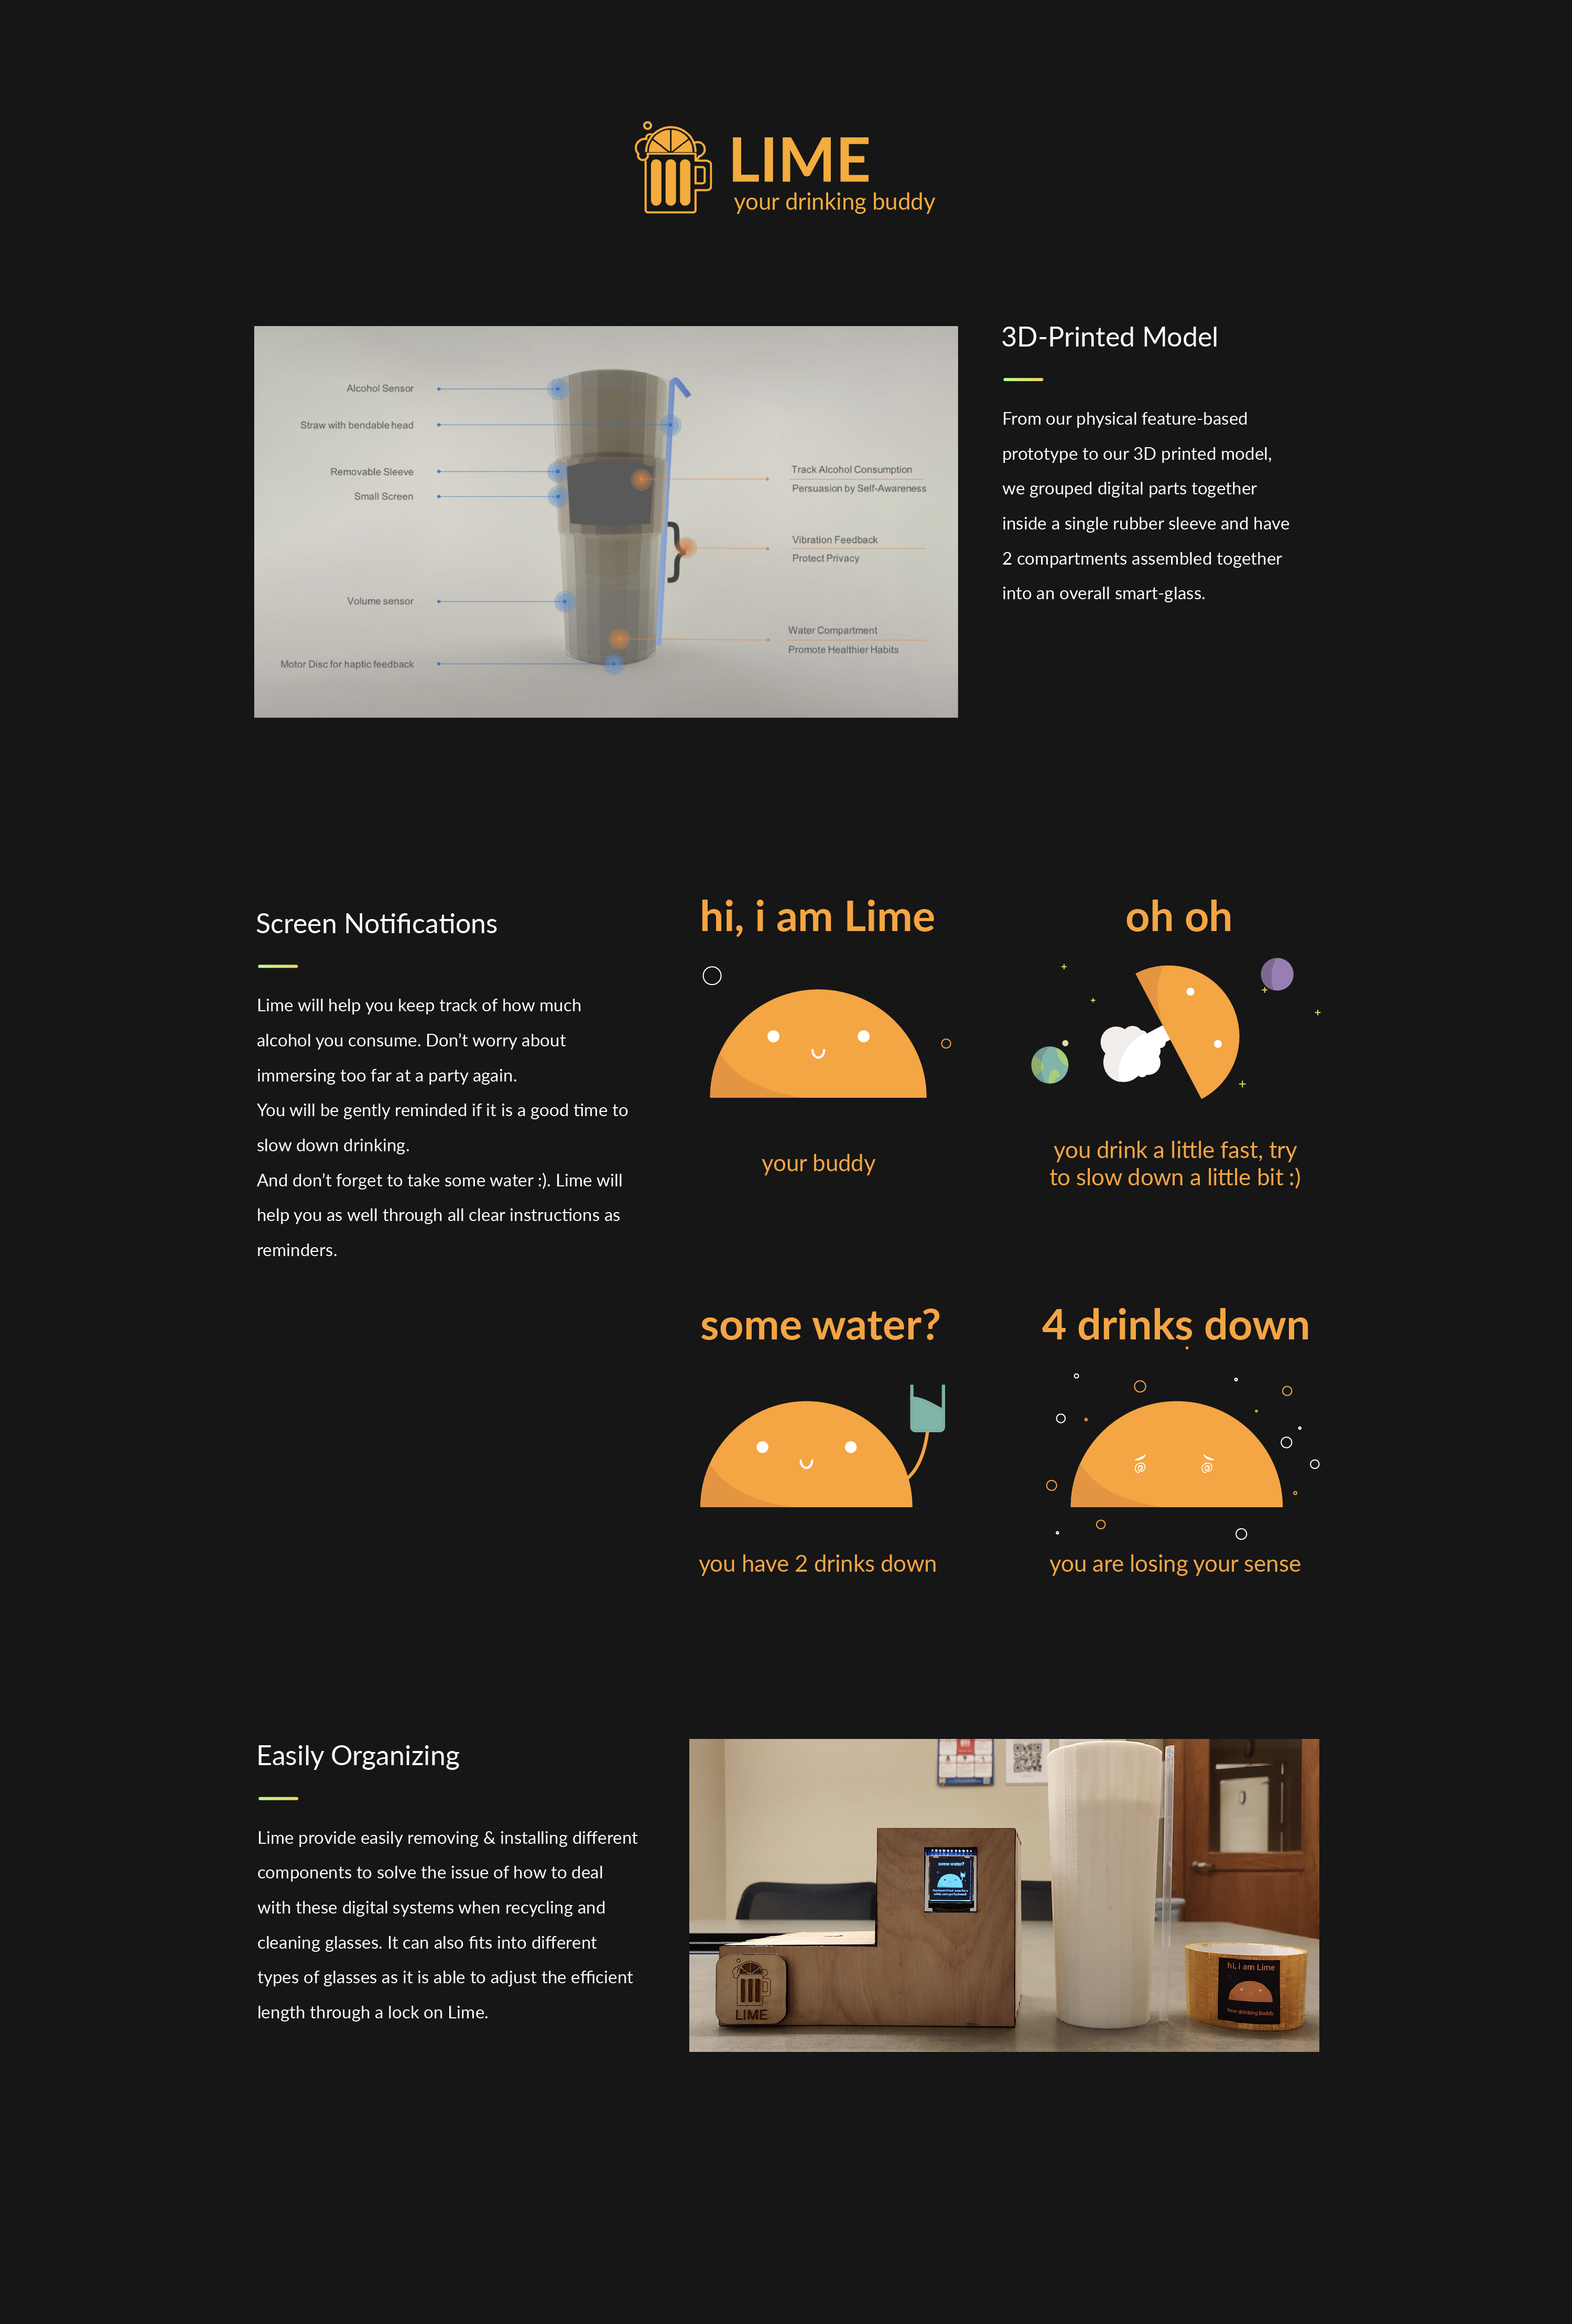 LIME
your drinking buddy
Alcohol Sensor
Straw with bendable head
Removable Sleeve
Small Screen
Volume sensor
Motor Disc for haptic feedback
Track Alcohol Consumption
Persuasion by Self-Awareness
Vibration Feedback
Protect Privacy
Water Compartment
Promote Healthier Habits
3D-Printed Model
From our physical feature-based
prototype to our 3D printed model,
we grouped digital parts together
inside a single rubber sleeve and have
2 compartments assembled together
into an overall smart-glass.
Screen Notifications
Lime will help you keep track of how much
alcohol you consume. Don’t worry about
immersing too far at a party again.
You will be gently reminded if it is a good time to
slow down drinking.
And don’t forget to take some water :). Lime will
help you as well through all clear instructions as
reminders.
hi, i am Lime
your buddy
oh oh
you drink a little fast, try
to slow down a little bit :)
some water?
you have 2 drinks down
4 drinks down
you are losing your sense
Easily Organizing
Lime provide easily removing & installing different
components to solve the issue of how to deal
with these digital systems when recycling and
cleaning glasses. It can also fits into different
types of glasses as it is able to adjust the efficient
length through a lock on Lime.
some water?
LIME
hi, i am Lime
Your drinking buddy